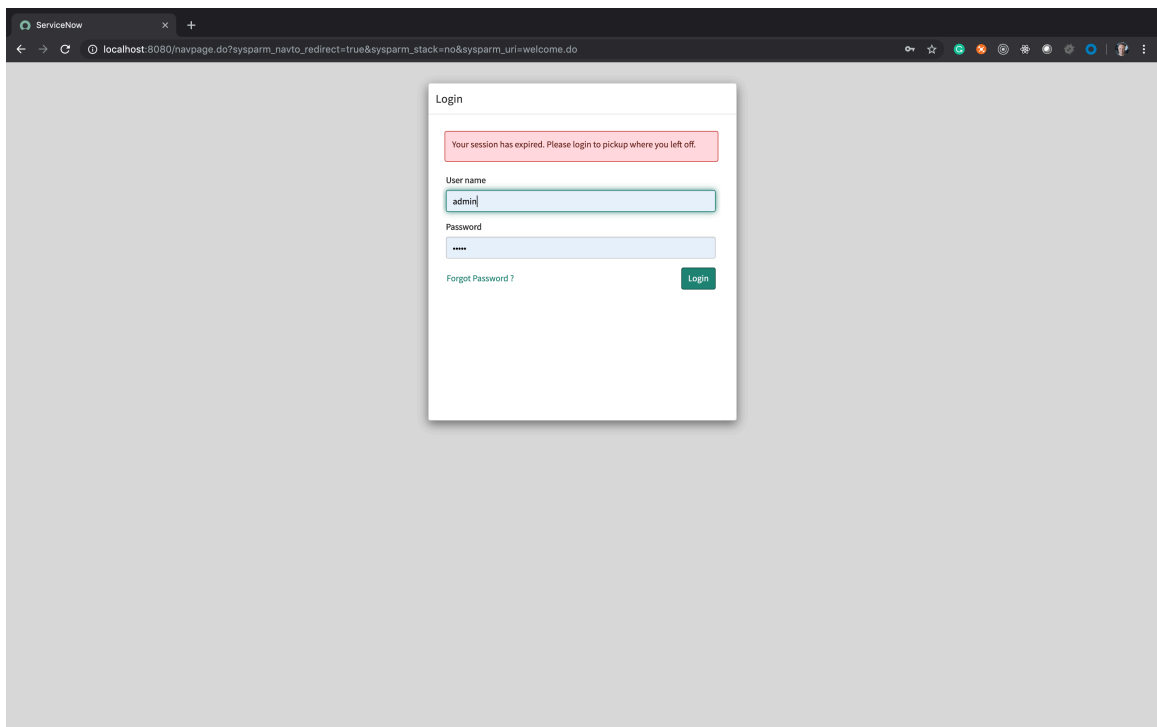 ServiceNow
localhost:8080/navpage.do?sysparm_navto_redirect=true&sysparm_stack=no&sysparm_uri=welcome.do
Login
Your session has expired. Please login to pickup where you left off.
User name
admin
Password
•••••
Forgot Password ?
Login